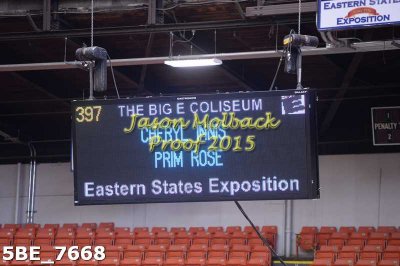 Eastern States
EXPOSITION
397
THE BIG E COLISEUM
CHERYL INNIS
Jason Molback
PRIM ROSE
Proof 2015
Eastern States Exposition
PENALTY
2
5BE_7668